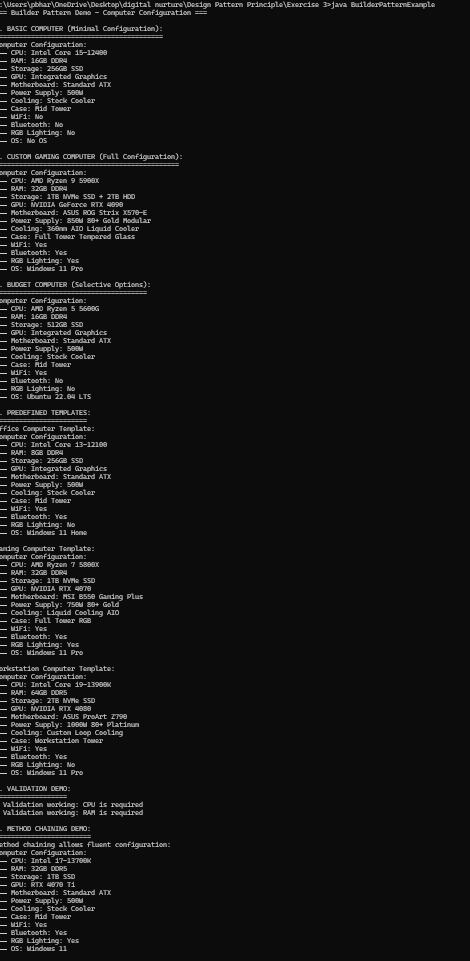 :\Users\pbhar\OneDrive\Desktop\digital nurture\Design Pattern Principle\Exercise 3>java BuilderPatternExample
== Builder Pattern Demo - Computer Configuration ===
. BASIC COMPUTER (Minimal Configuration):
========================================
omputer Configuration:
── CPU: Intel Core i5-12400
── RAM: 16GB DDR4
── Storage: 256GB SSD
── GPU: Integrated Graphics
── Motherboard: Standard ATX
── Power Supply: 500W
── Cooling: Stock Cooler
── Case: Mid Tower
── WiFi: No
── Bluetooth: No
── RGB Lighting: No
── OS: No OS
. CUSTOM GAMING COMPUTER (Full Configuration):
============================================
omputer Configuration:
── CPU: AMD Ryzen 9 5900X
── RAM: 32GB DDR4
── Storage: 1TB NVMe SSD + 2TB HDD
── GPU: NVIDIA GeForce RTX 4090
── Motherboard: ASUS ROG Strix X570-E
── Power Supply: 850W 80+ Gold Modular
── Cooling: 360mm AIO Liquid Cooler
── Case: Full Tower Tempered Glass
── WiFi: Yes
── Bluetooth: Yes
── RGB Lighting: Yes
── OS: Windows 11 Pro
. BUDGET COMPUTER (Selective Options):
====================================
omputer Configuration:
── CPU: AMD Ryzen 5 5600G
── RAM: 16GB DDR4
── Storage: 512GB SSD
── GPU: Integrated Graphics
── Motherboard: Standard ATX
── Power Supply: 500W
── Cooling: Stock Cooler
── Case: Mid Tower
── WiFi: Yes
── Bluetooth: No
── RGB Lighting: No
── OS: Ubuntu 22.04 LTS
. PREDEFINED TEMPLATES:
=====================
ffice Computer Template:
omputer Configuration:
── CPU: Intel Core i3-12100
── RAM: 8GB DDR4
── Storage: 256GB SSD
── GPU: Integrated Graphics
── Motherboard: Standard ATX
── Power Supply: 500W
── Cooling: Stock Cooler
── Case: Mid Tower
── WiFi: Yes
── Bluetooth: Yes
── RGB Lighting: No
── OS: Windows 11 Home
aming Computer Template:
omputer Configuration:
── CPU: AMD Ryzen 7 5800X
── RAM: 32GB DDR4
── Storage: 1TB NVMe SSD
── GPU: NVIDIA RTX 4070
── Motherboard: MSI B550 Gaming Plus
── Power Supply: 750W 80+ Gold
── Cooling: Liquid Cooling AIO
── Case: Full Tower RGB
── WiFi: Yes
── Bluetooth: Yes
── RGB Lighting: Yes
── OS: Windows 11 Pro
orkstation Computer Template:
omputer Configuration:
── CPU: Intel Core i9-13900K
── RAM: 64GB DDR5
── Storage: 2TB NVMe SSD
── GPU: NVIDIA RTX 4080
── Motherboard: ASUS ProArt Z790
── Power Supply: 1000W 80+ Platinum
── Cooling: Custom Loop Cooling
── Case: Workstation Tower
── WiFi: Yes
── Bluetooth: Yes
── RGB Lighting: No
── OS: Windows 11 Pro
. VALIDATION DEMO:
================
Validation working: CPU is required
Validation working: RAM is required
. METHOD CHAINING DEMO:
======================
ethod chaining allows fluent configuration:
omputer Configuration:
── CPU: Intel i7-13700K
── RAM: 32GB DDR5
── Storage: 1TB SSD
── GPU: RTX 4070 Ti
── Motherboard: Standard ATX
── Power Supply: 500W
── Cooling: Stock Cooler
── Case: Mid Tower
── WiFi: Yes
── Bluetooth: Yes
── RGB Lighting: Yes
── OS: Windows 11